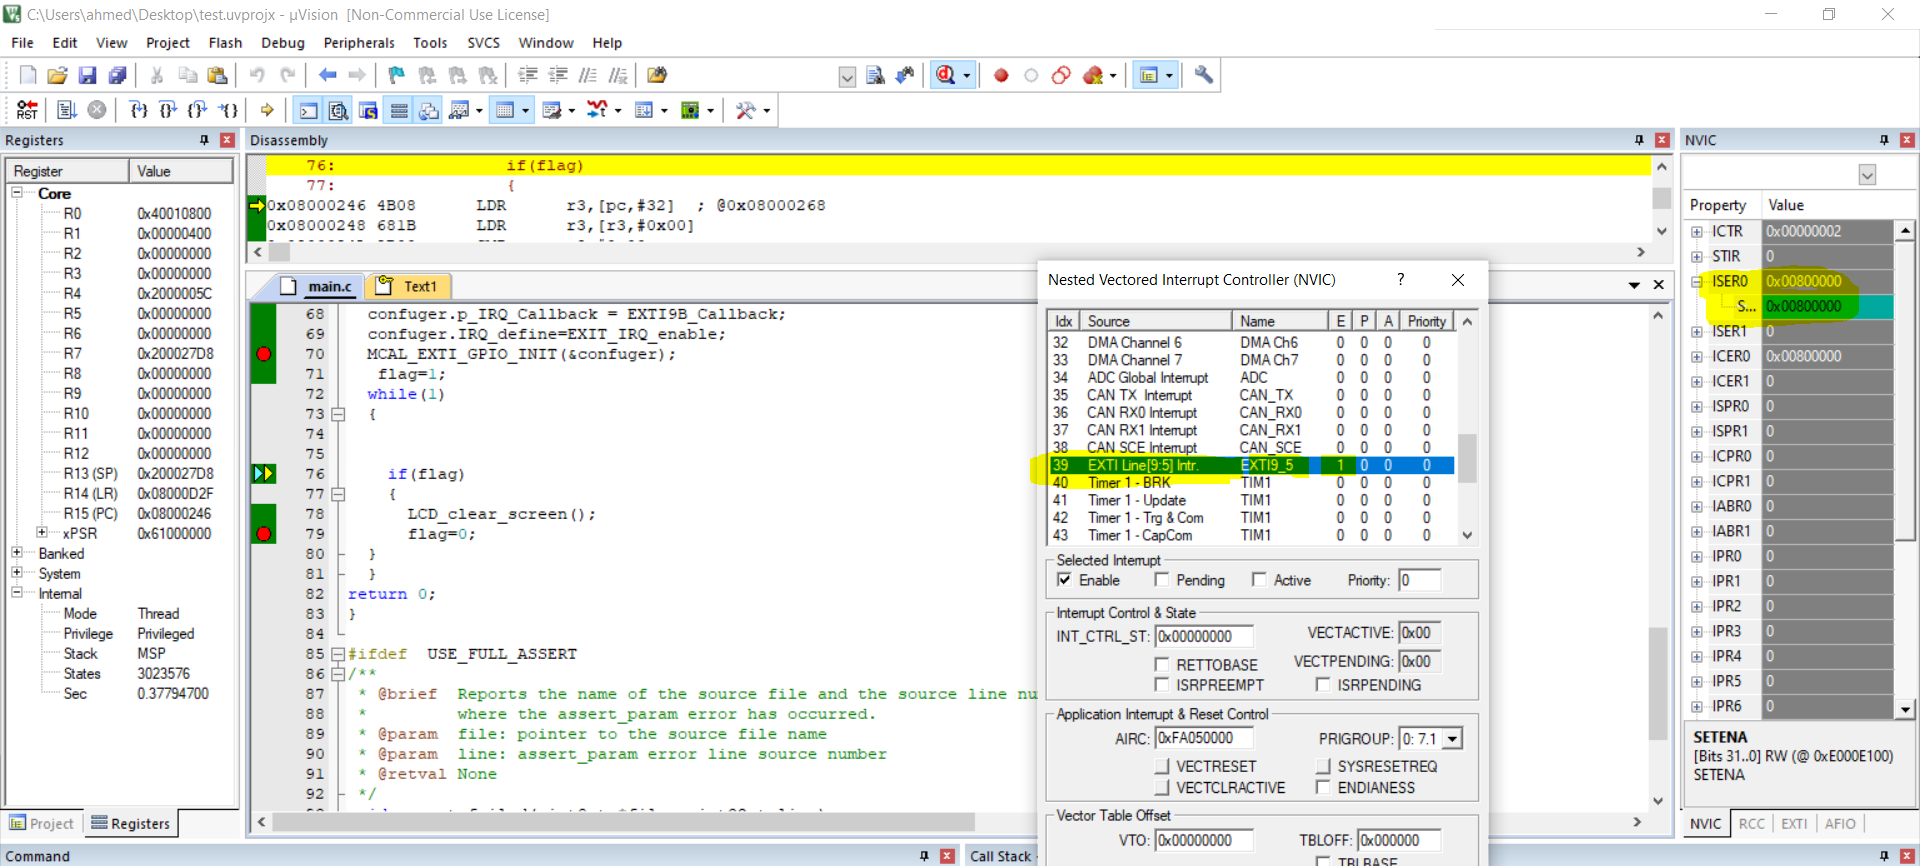 C:\Users\ahmed\Desktop\test.uvprojx - µVision [Non-Commercial Use License]
File Edit View Project Flash Debug Peripherals Tools SVCS Window Help
RST
Registers
Register Value
Core
R0 0x40010800
R1 0x00000400
R2 0x00000000
R3 0x00000000
R4 0x2000005C
R5 0x00000000
R6 0x00000000
R7 0x200027D8
R8 0x00000000
R9 0x00000000
R10 0x00000000
R11 0x00000000
R12 0x00000000
R13 (SP) 0x200027D8
R14 (LR) 0x08000D2F
R15 (PC) 0x08000246
xPSR 0x61000000
Banked
System
Internal
Mode Thread
Privilege Privileged
Stack MSP
States 3023576
Sec 0.37794700
Project Registers
Disassembly
76: if(flag)
77: {
0x08000246 4B08 LDR r3,[pc,#32] ; @0x08000268
0x08000248 681B LDR r3,[r3,#0x00]
main.c Text1
68 confuger.p_IRQ_Callback = EXTI9B_Callback;
69 confuger.IRQ_define=EXIT_IRQ_enable;
70 MCAL_EXTI_GPIO_INIT(&confuger);
71 flag=1;
72 while(1)
73 {
74
75
76 if(flag)
77 {
78 LCD_clear_screen();
79 flag=0;
80 }
81 }
82 return 0;
83 }
84
85 #ifdef USE_FULL_ASSERT
86 /**
87 * @brief Reports the name of the source file and the source line nu
88 * where the assert_param error has occurred.
89 * @param file: pointer to the source file name
90 * @param line: assert_param error line source number
91 * @retval None
92 */
Nested Vectored Interrupt Controller (NVIC) ?
Idx Source Name E P A Priority
32 DMA Channel 6 DMA Ch6 0 0 0 0
33 DMA Channel 7 DMA Ch7 0 0 0 0
34 ADC Global Interrupt ADC 0 0 0 0
35 CAN TX Interrupt CAN_TX 0 0 0 0
36 CAN RX0 Interrupt CAN_RX0 0 0 0 0
37 CAN RX1 Interrupt CAN_RX1 0 0 0 0
38 CAN SCE Interrupt CAN_SCE 0 0 0 0
39 EXTI Line[9:5] Intr. EXTI9_5 1 0 0 0
40 Timer 1 - BRK TIM1 0 0 0 0
41 Timer 1 - Update TIM1 0 0 0 0
42 Timer 1 - Trg & Com TIM1 0 0 0 0
43 Timer 1 - CapCom TIM1 0 0 0 0
Selected Interrupt
Enable Pending Active Priority: 0
Interrupt Control & State
INT_CTRL_ST: 0x00000000 VECTACTIVE: 0x00
RETTOBASE VECTPENDING: 0x00
ISRPREEMPT ISRPENDING
Application Interrupt & Reset Control
AIRC: 0xFA050000 PRIGROUP: 0: 7.1
VECTRESET SYSRESETREQ
VECTCLRACTIVE ENDIANESS
Vector Table Offset
VTO: 0x00000000 TBLOFF: 0x000000
TBLBASE
NVIC
Property Value
ICTR 0x00000002
STIR 0
ISER0 0x00800000
S... 0x00800000
ISER1 0
ICER0 0x00800000
ICER1 0
ISPR0 0
ISPR1 0
ICPR0 0
ICPR1 0
IABR0 0
IABR1 0
IPR0 0
IPR1 0
IPR2 0
IPR3 0
IPR4 0
IPR5 0
IPR6 0
SETENA
[Bits 31..0] RW (@ 0xE000E100)
SETENA
NVIC RCC EXTI AFIO
Command
Call Stack